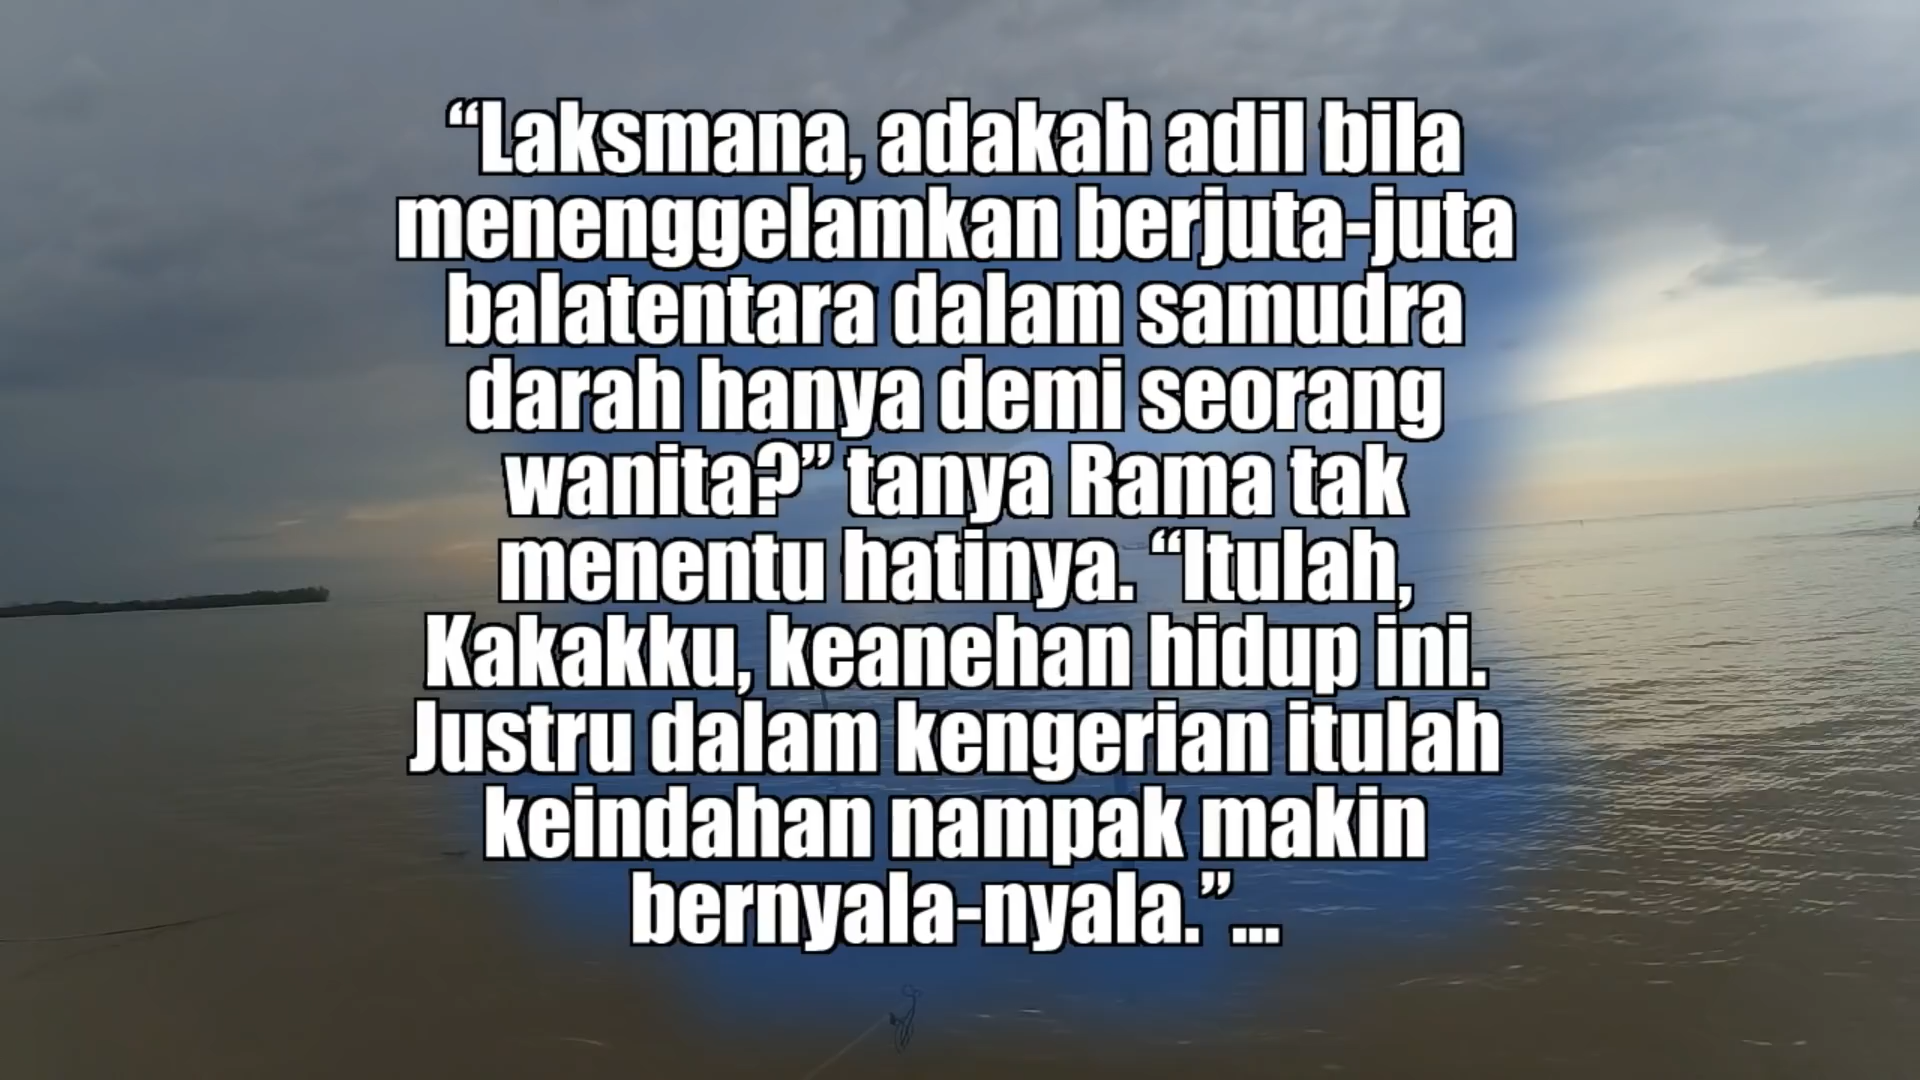 “Laksmana, adakah adil bila
menenggelamkan berjuta-juta
balatentara dalam samudra
darah hanya demi seorang
wanita?” tanya Rama tak
menentu hatinya. “Itulah,
Kakakku, keanehan hidup ini.
Justru dalam kengerian itulah
keindahan nampak makin
bernyala-nyala.”...